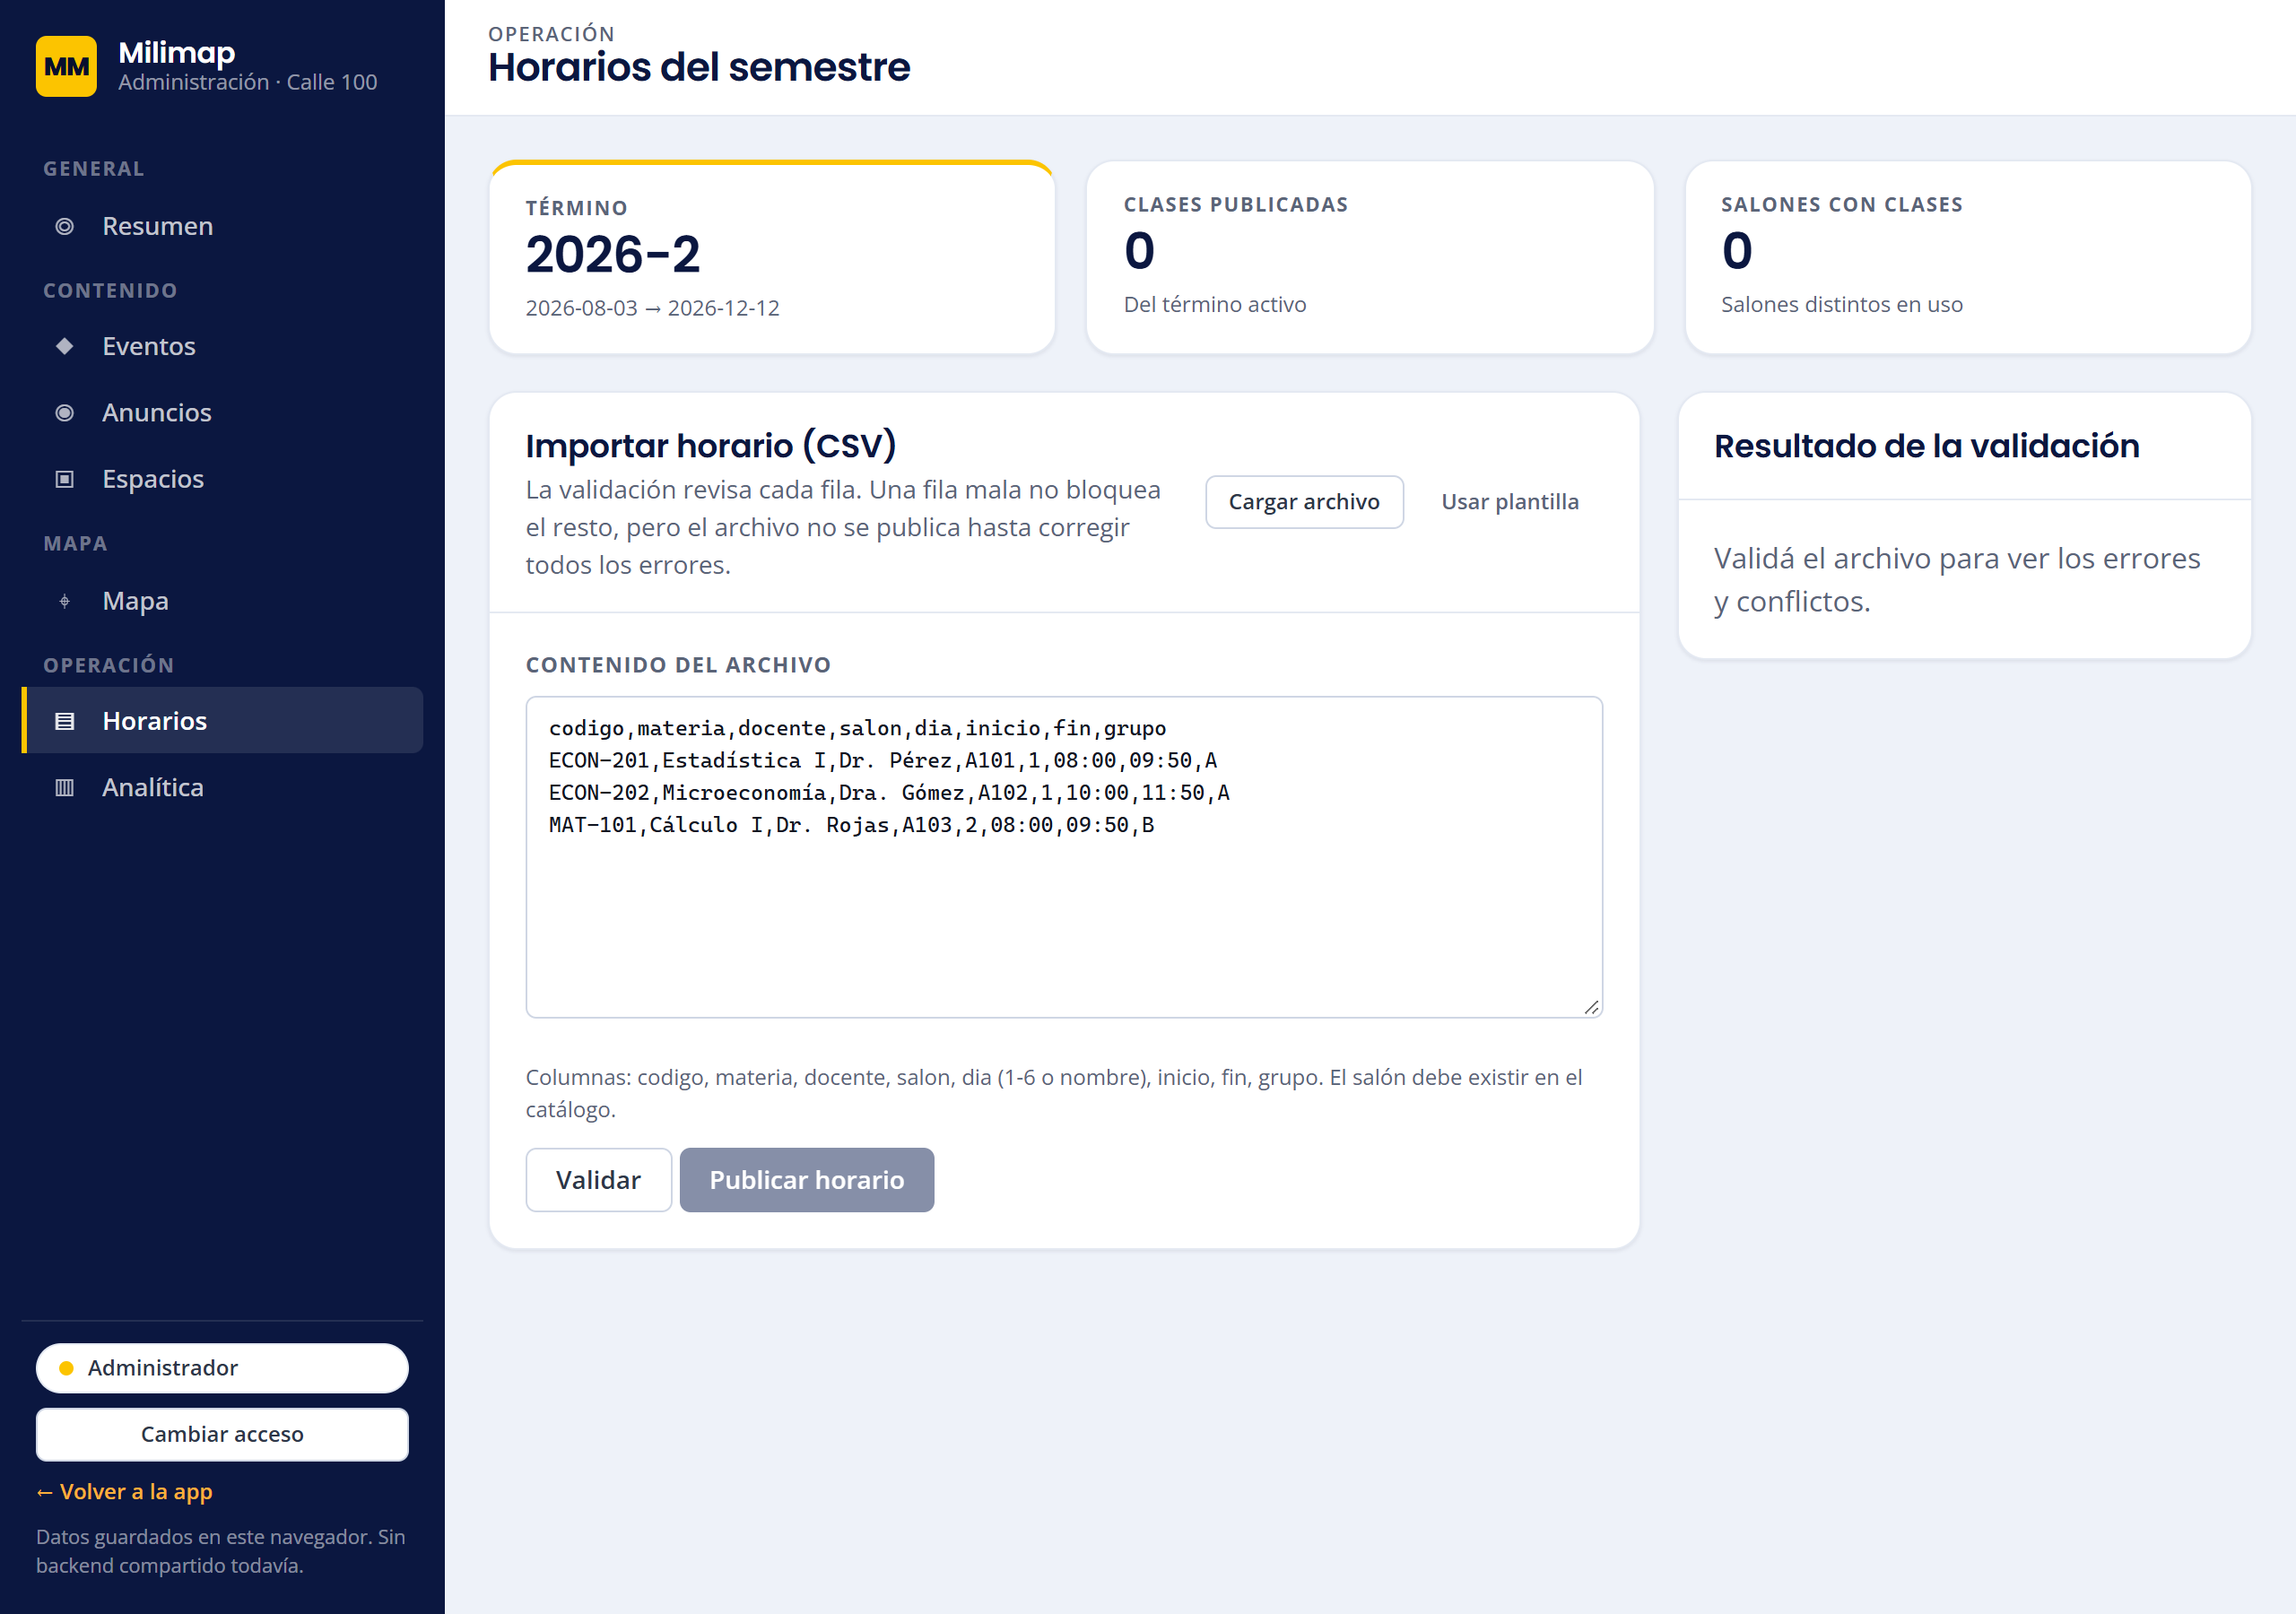 MM
Milimap
Administración · Calle 100
GENERAL
Resumen
CONTENIDO
Eventos
Anuncios
Espacios
MAPA
Mapa
OPERACIÓN
Horarios
Analítica
Administrador
Cambiar acceso
← Volver a la app
Datos guardados en este navegador. Sin
backend compartido todavía.
OPERACIÓN
Horarios del semestre
TÉRMINO
2026-2
2026-08-03 → 2026-12-12
CLASES PUBLICADAS
0
Del término activo
SALONES CON CLASES
0
Salones distintos en uso
Importar horario (CSV)
La validación revisa cada fila. Una fila mala no bloquea
el resto, pero el archivo no se publica hasta corregir
todos los errores.
Cargar archivo
Usar plantilla
CONTENIDO DEL ARCHIVO
codigo,materia,docente,salon,dia,inicio,fin,grupo
ECON-201,Estadística I,Dr. Pérez,A101,1,08:00,09:50,A
ECON-202,Microeconomía,Dra. Gómez,A102,1,10:00,11:50,A
MAT-101,Cálculo I,Dr. Rojas,A103,2,08:00,09:50,B
Columnas: codigo, materia, docente, salon, dia (1-6 o nombre), inicio, fin, grupo. El salón debe existir en el
catálogo.
Validar
Publicar horario
Resultado de la validación
Validá el archivo para ver los errores
y conflictos.